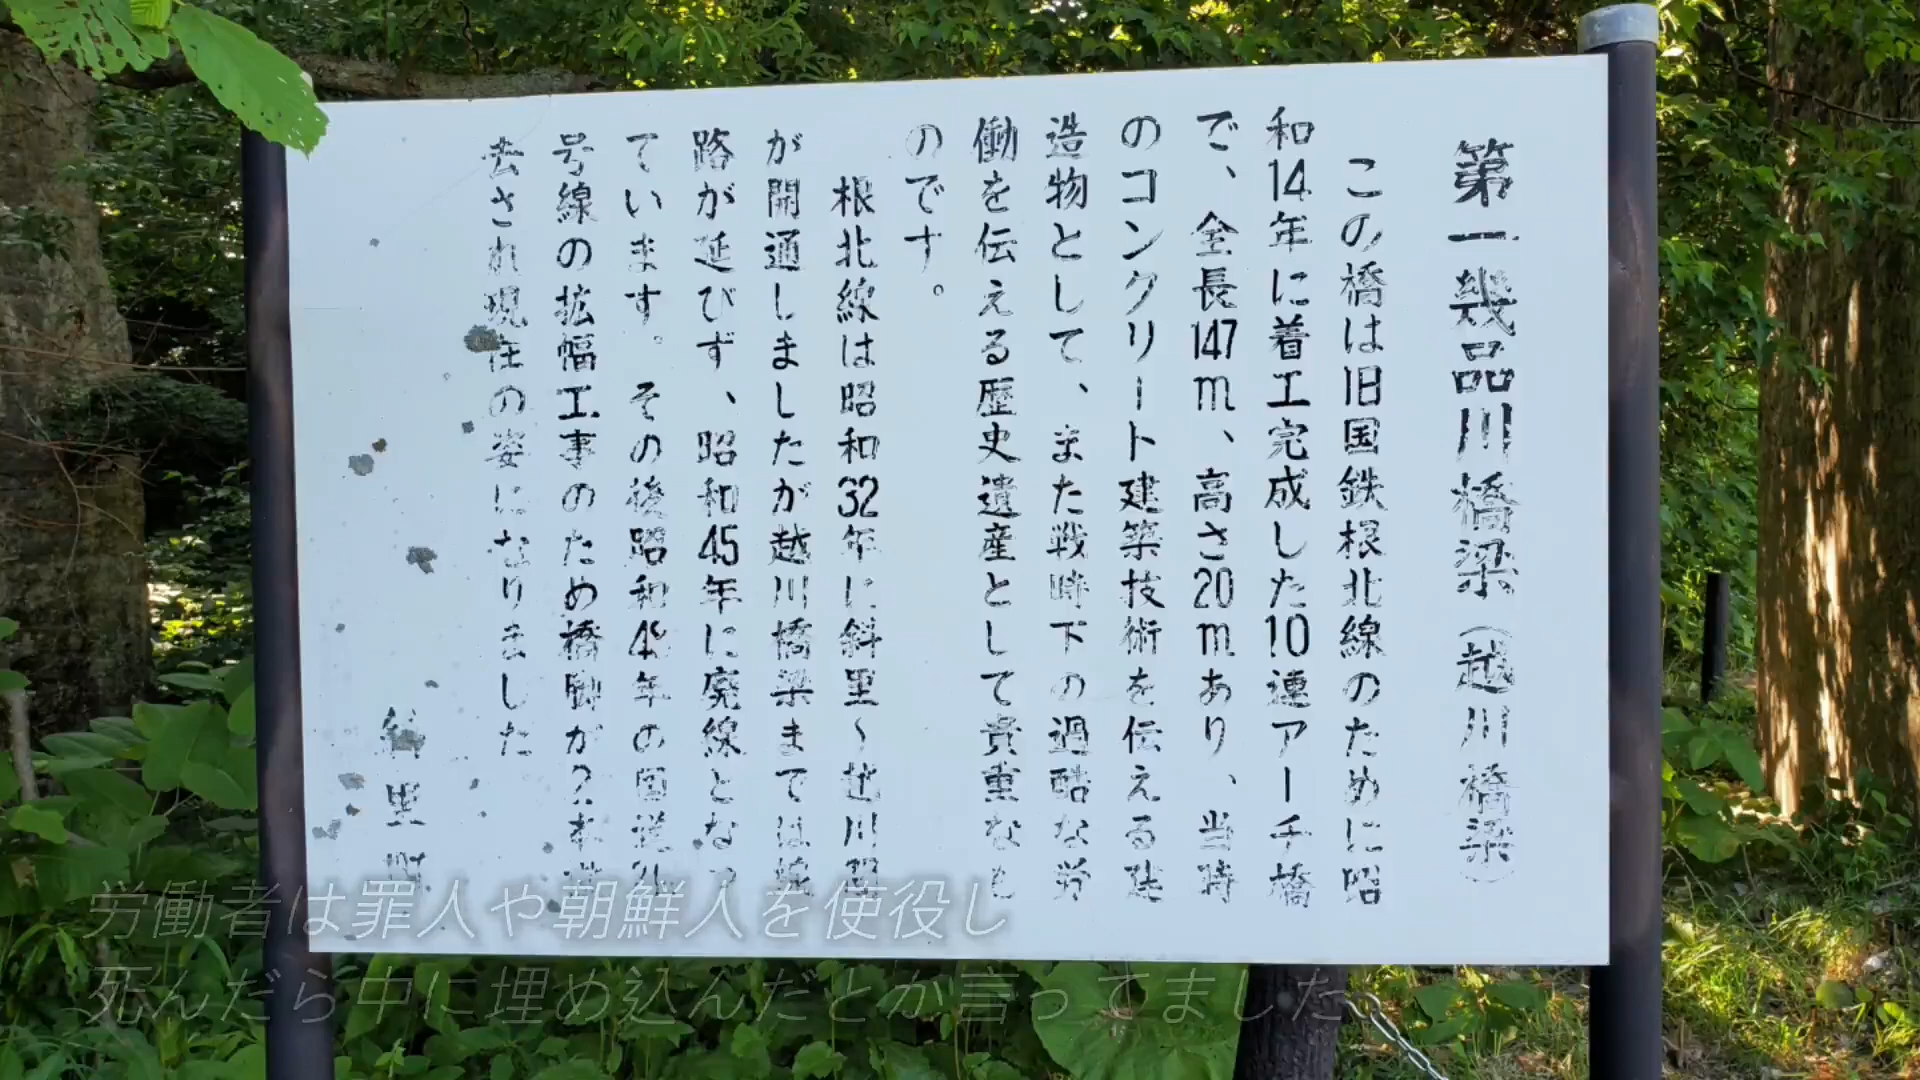 第一幾品川橋梁(越川橋梁)
この橋は旧国鉄根北線のために昭
和14年に着工完成した10連アーチ橋
で、全長147m、高さ20mあり、当時
のコンクリート建築技術を伝える建
造物として、また戦時下の過酷な労
働を伝える歴史遺産として貴重なも
のです。
根北線は昭和32年に斜里~越川間
が開通しましたが越川橋梁までは線
路が延びず、昭和45年に廃線となっ
ています。その後昭和4年の国道
号線の拡幅工事のため橋脚が2本撤
去され現在の姿になりました
斜里町
労働者は罪人や朝鮮人を使役し
死んだら中に埋め込んだとか言ってました